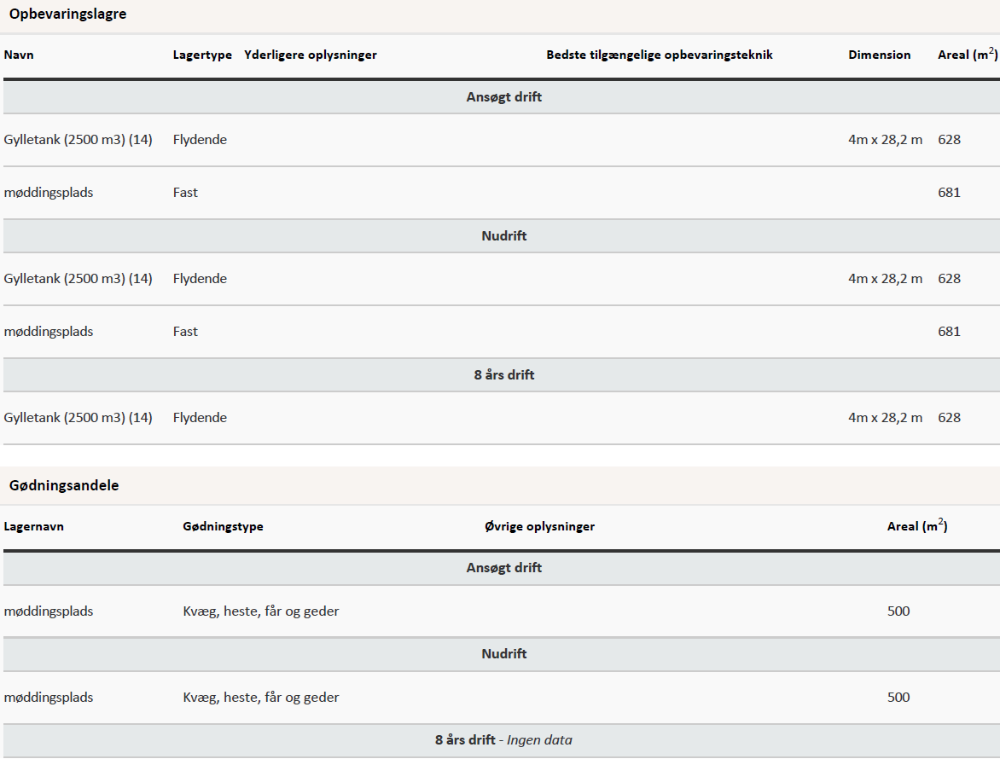 Opbevaringslagre
Navn Lagertype Yderligere oplysninger Bedste tilgængelige opbevaringsteknik Dimension Areal (m²)
Ansøgt drift
Gylletank (2500 m3) (14) Flydende 4m x 28,2 m 628
møddingsplads Fast 681
Nudrift
Gylletank (2500 m3) (14) Flydende 4m x 28,2 m 628
møddingsplads Fast 681
8 års drift
Gylletank (2500 m3) (14) Flydende 4m x 28,2 m 628
Gødningsandele
Lagernavn Gødningstype Øvrige oplysninger Areal (m²)
Ansøgt drift
møddingsplads Kvæg, heste, får og geder 500
Nudrift
møddingsplads Kvæg, heste, får og geder 500
8 års drift - Ingen data